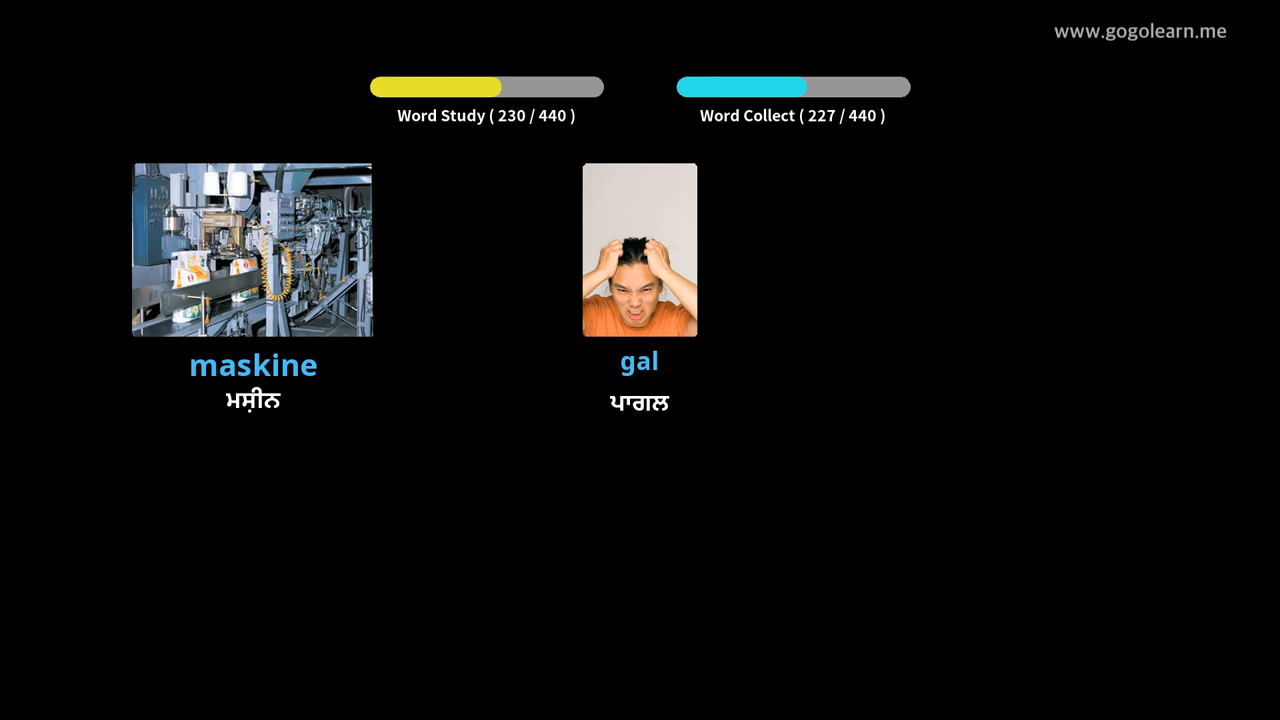 www.gogolearn.me
Word Study ( 230 / 440 )
Word Collect ( 227 / 440 )
maskine
ਮਸ਼ੀਨ
gal
ਪਾਗਲ